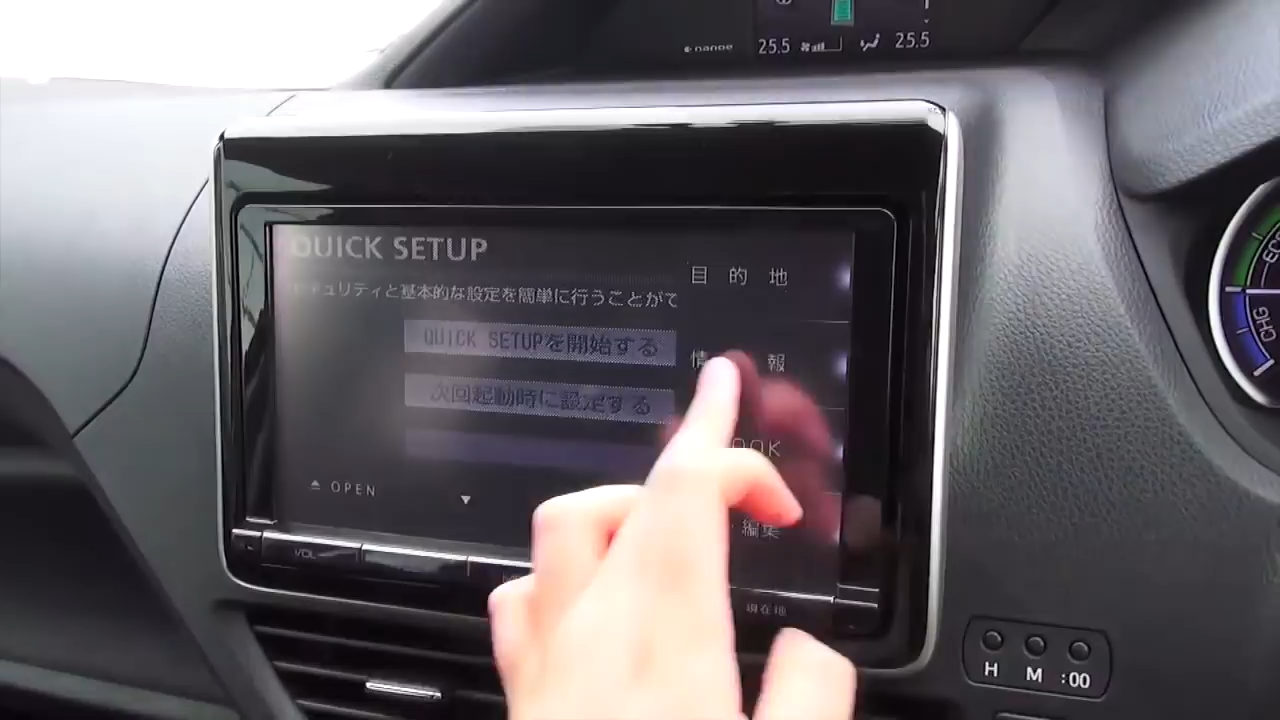 nanoe
25.5 25.5
QUICK SETUP
目的地
キュリティと基本的な設定を簡単に行うことがで
QUICK SETUPを開始する
情 報
次回起動時に設定する
OOK
OPEN
編集
VOL
現在地
H M :00
ECO
CHG